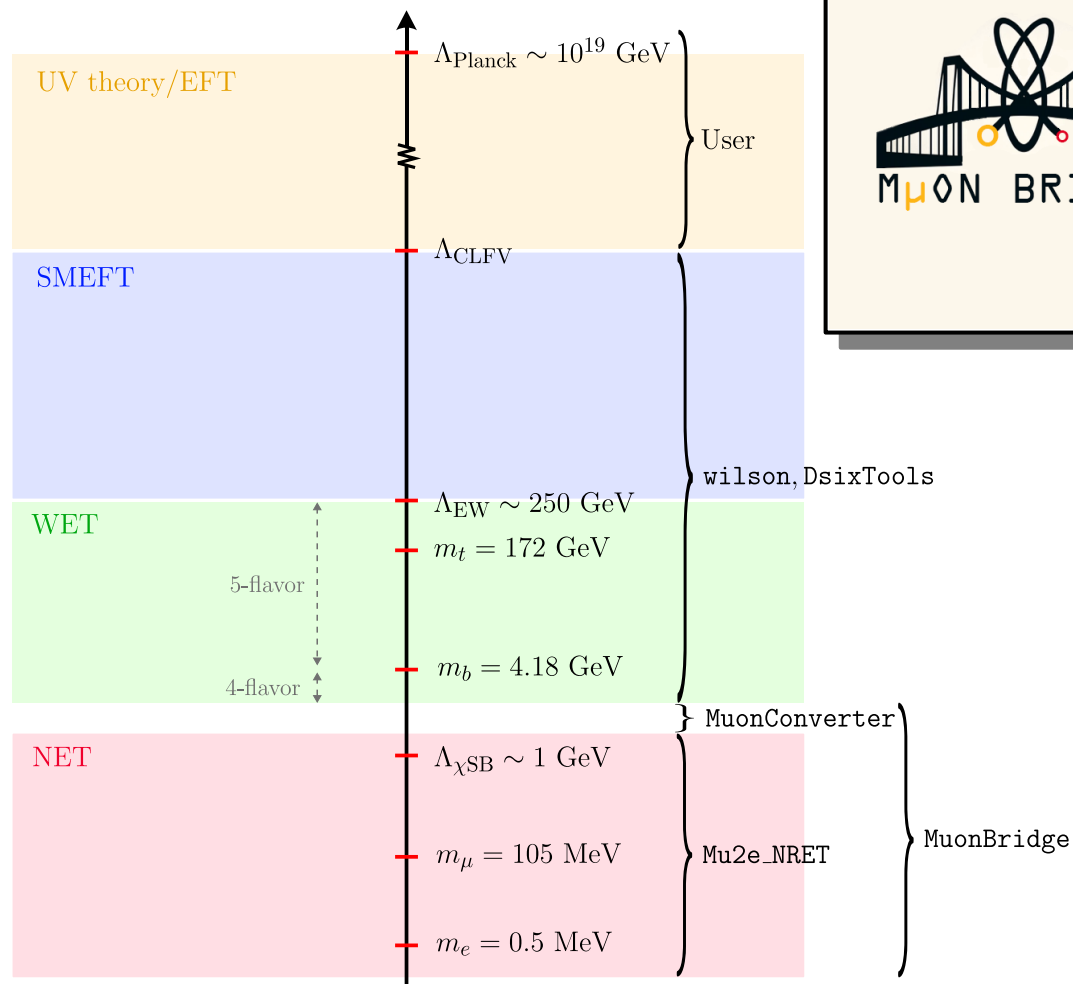 Λ_Planck ∼ 10^19 GeV
UV theory/EFT
User
MμON BRI
Λ_CLFV
SMEFT
wilson, DsixTools
Λ_EW ∼ 250 GeV
WET
m_t = 172 GeV
5-flavor
m_b = 4.18 GeV
4-flavor
MuonConverter
NET
Λ_χSB ∼ 1 GeV
MuonBridge
m_μ = 105 MeV
Mu2e_NRET
m_e = 0.5 MeV